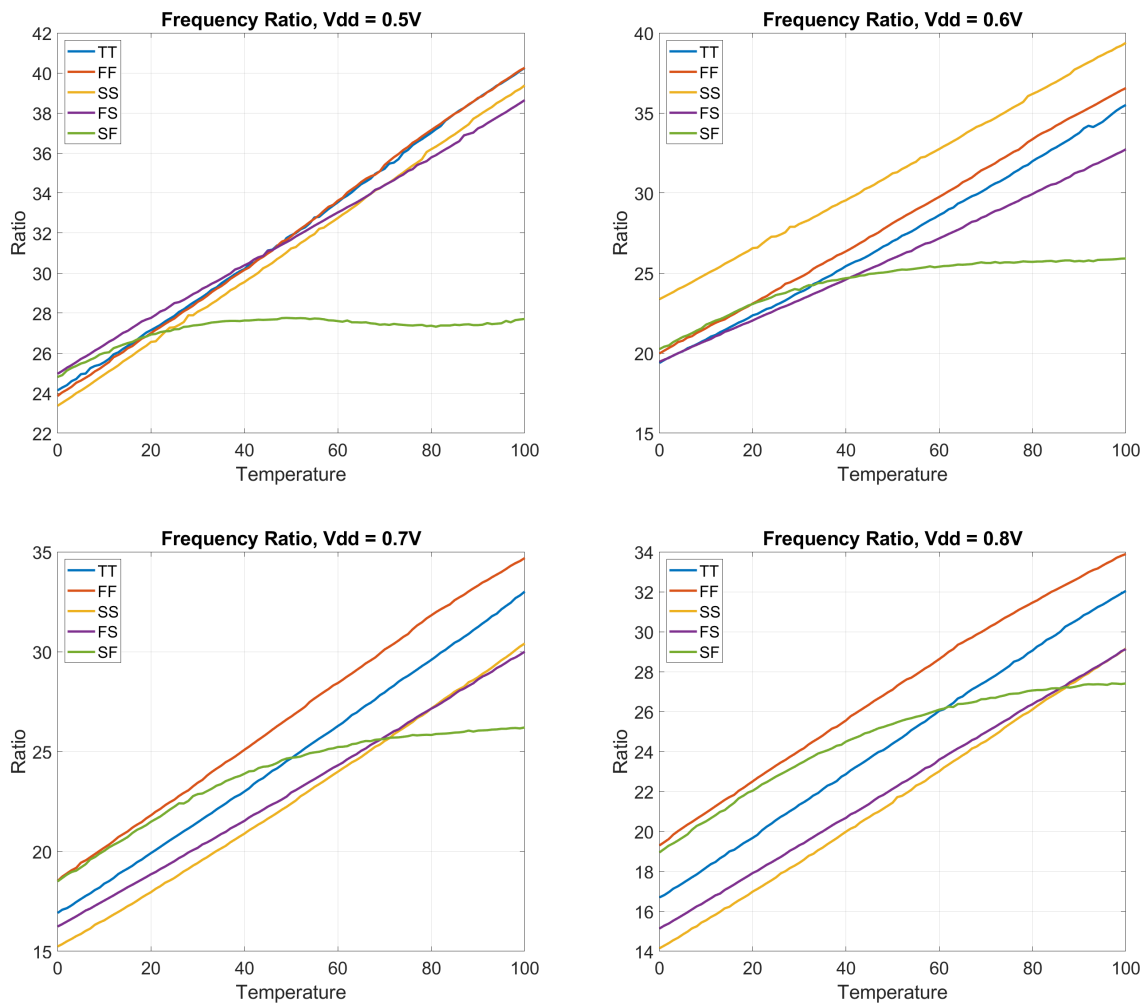 Frequency Ratio, Vdd = 0.5V
42
40
38
36
34
32
30
28
26
24
22
Ratio
TT
FF
SS
FS
SF
0 20 40 60 80 100
Temperature
Frequency Ratio, Vdd = 0.6V
40
35
30
25
20
15
Ratio
TT
FF
SS
FS
SF
0 20 40 60 80 100
Temperature
Frequency Ratio, Vdd = 0.7V
35
30
25
20
15
Ratio
TT
FF
SS
FS
SF
0 20 40 60 80 100
Temperature
Frequency Ratio, Vdd = 0.8V
34
32
30
28
26
24
22
20
18
16
14
Ratio
TT
FF
SS
FS
SF
0 20 40 60 80 100
Temperature